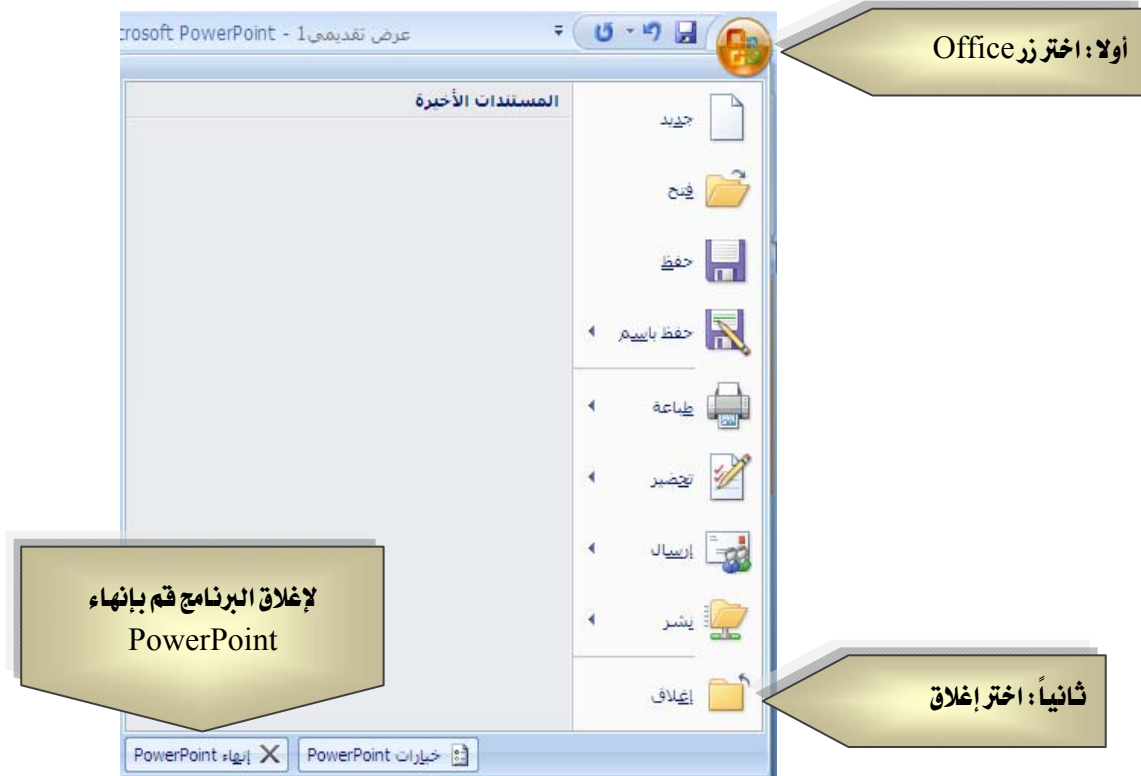 عرض تقديمي1 - crosoft PowerPoint
أولا : اختر زر Office
المستندات الأخيرة
جديد
فتح
حفظ
حفظ باسم
طباعة
تحضير
إرسال
نشر
إغلاق
لإغلاق البرنامج قم بإنهاء
PowerPoint
ثانياً : اختر إغلاق
خيارات PowerPoint
إنهاء PowerPoint